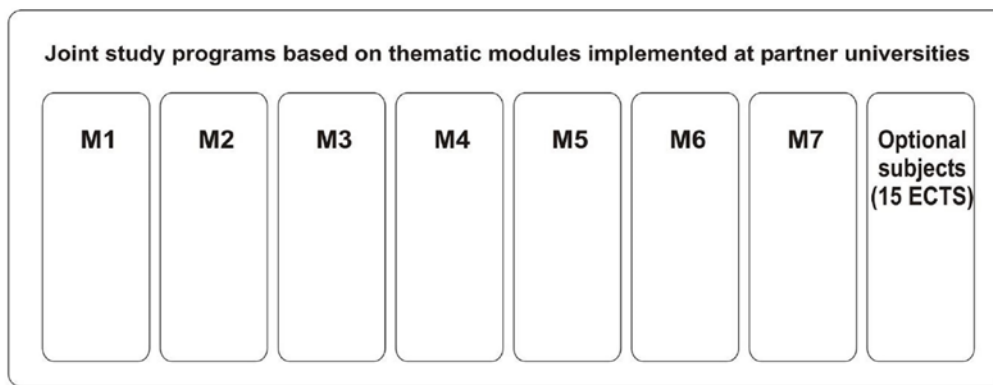 Joint study programs based on thematic modules implemented at partner universities
M1
M2
M3
M4
M5
M6
M7
Optional
subjects
(15 ECTS)